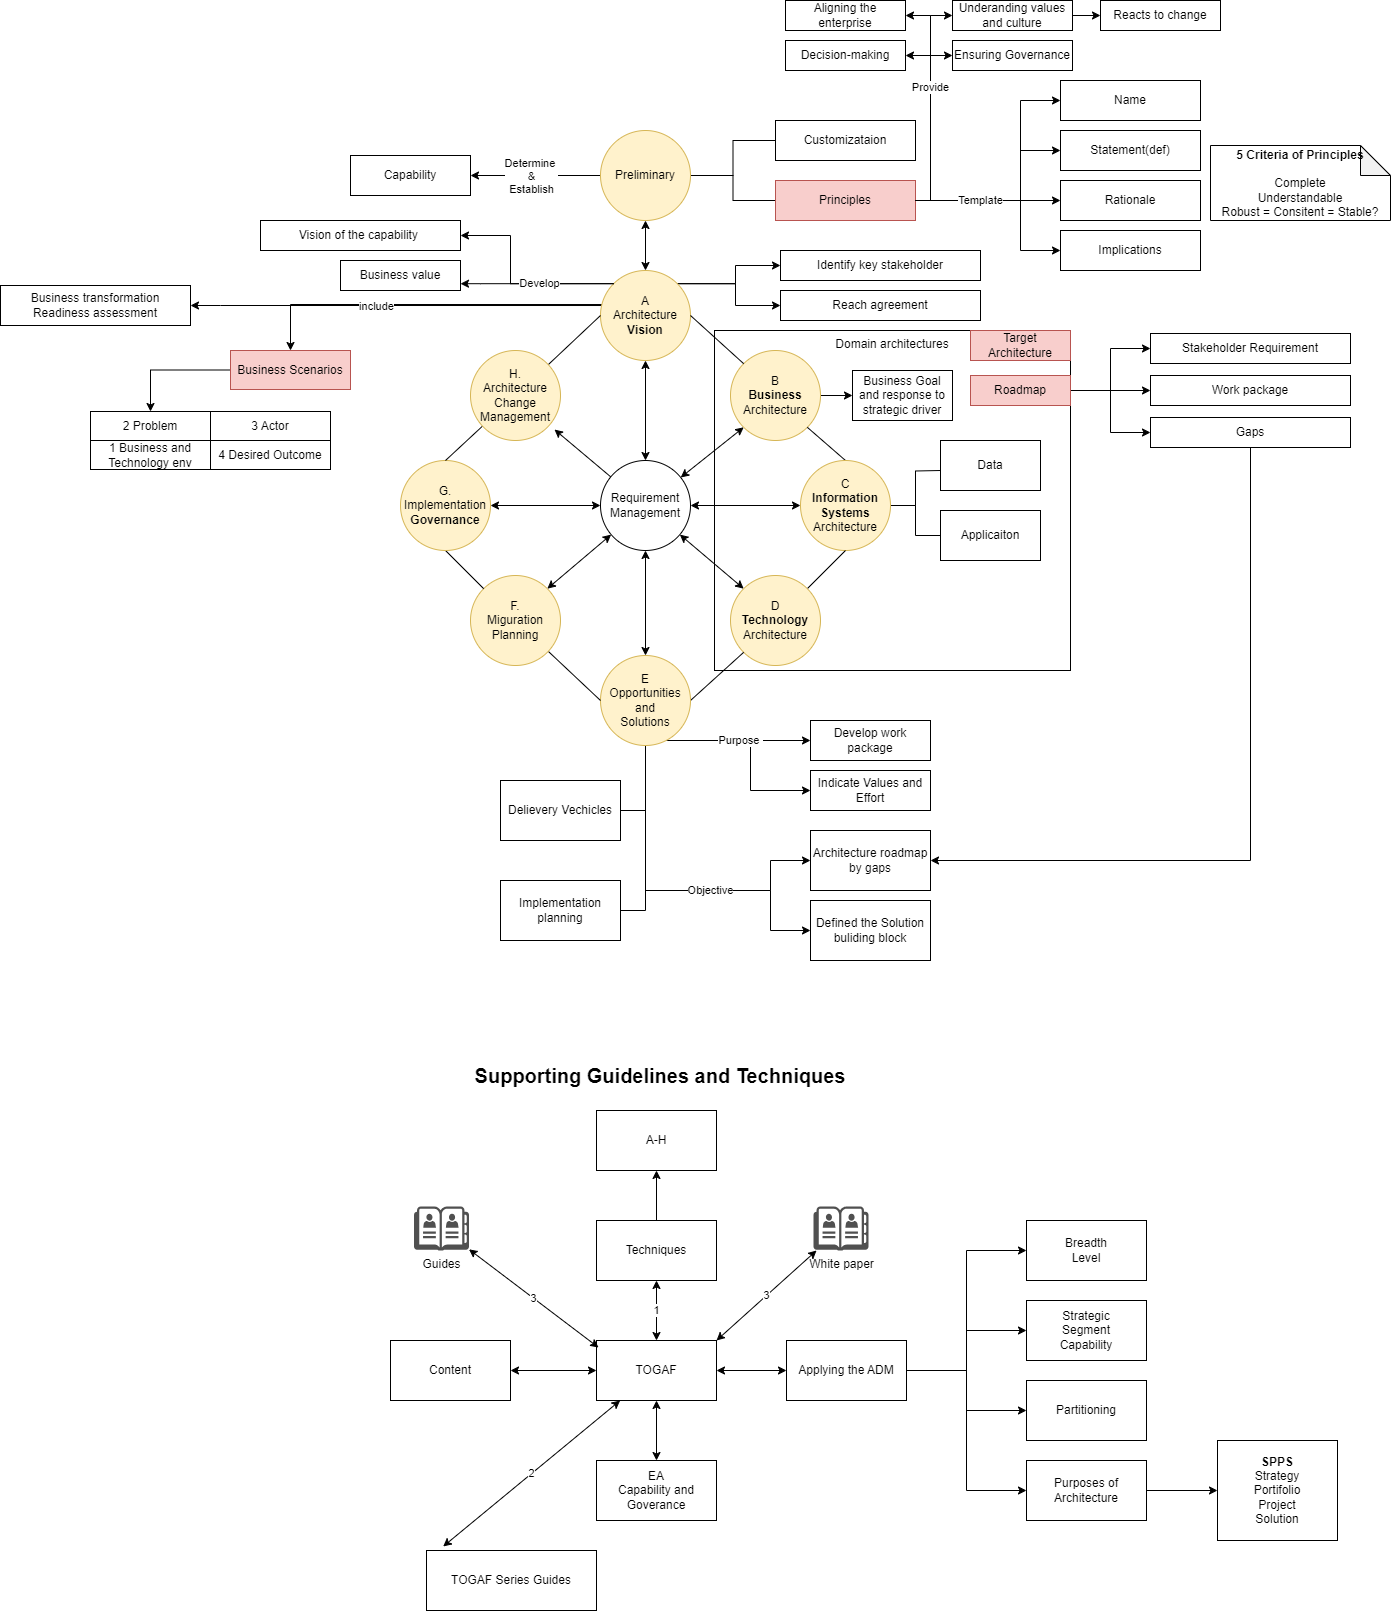 Aligning the
enterprise
Underanding values
and culture
Reacts to change
Decision-making
Ensuring Governance
Provide
Name
Customizataion
Statement(def)
5 Criteria of Principles
Complete
Understandable
Robust = Consitent = Stable?
Capability
Determine
&
Establish
Preliminary
Principles
Template
Rationale
Implications
Vision of the capability
Business value
Develop
Identify key stakeholder
Reach agreement
Business transformation
Readiness assessment
include
A
Architecture
Vision
Domain architectures
Target
Architecture
Stakeholder Requirement
Business Scenarios
H.
Architecture
Change
Management
B
Business
Architecture
Business Goal
and response to
strategic driver
Roadmap
Work package
Gaps
2 Problem
3 Actor
1 Business and
Technology env
4 Desired Outcome
G.
Implementation
Governance
Requirement
Management
C
Information
Systems
Architecture
Data
Applicaiton
F.
Miguration
Planning
D
Technology
Architecture
E
Opportunities
and
Solutions
Purpose
Develop work
package
Indicate Values and
Effort
Delievery Vechicles
Architecture roadmap
by gaps
Objective
Implementation
planning
Defined the Solution
buliding block
Supporting Guidelines and Techniques
A-H
Guides
Techniques
White paper
Breadth
Level
3
1
3
Strategic
Segment
Capability
Content
TOGAF
Applying the ADM
Partitioning
2
EA
Capability and
Goverance
Purposes of
Architecture
SPPS
Strategy
Portfolio
Project
Solution
TOGAF Series Guides